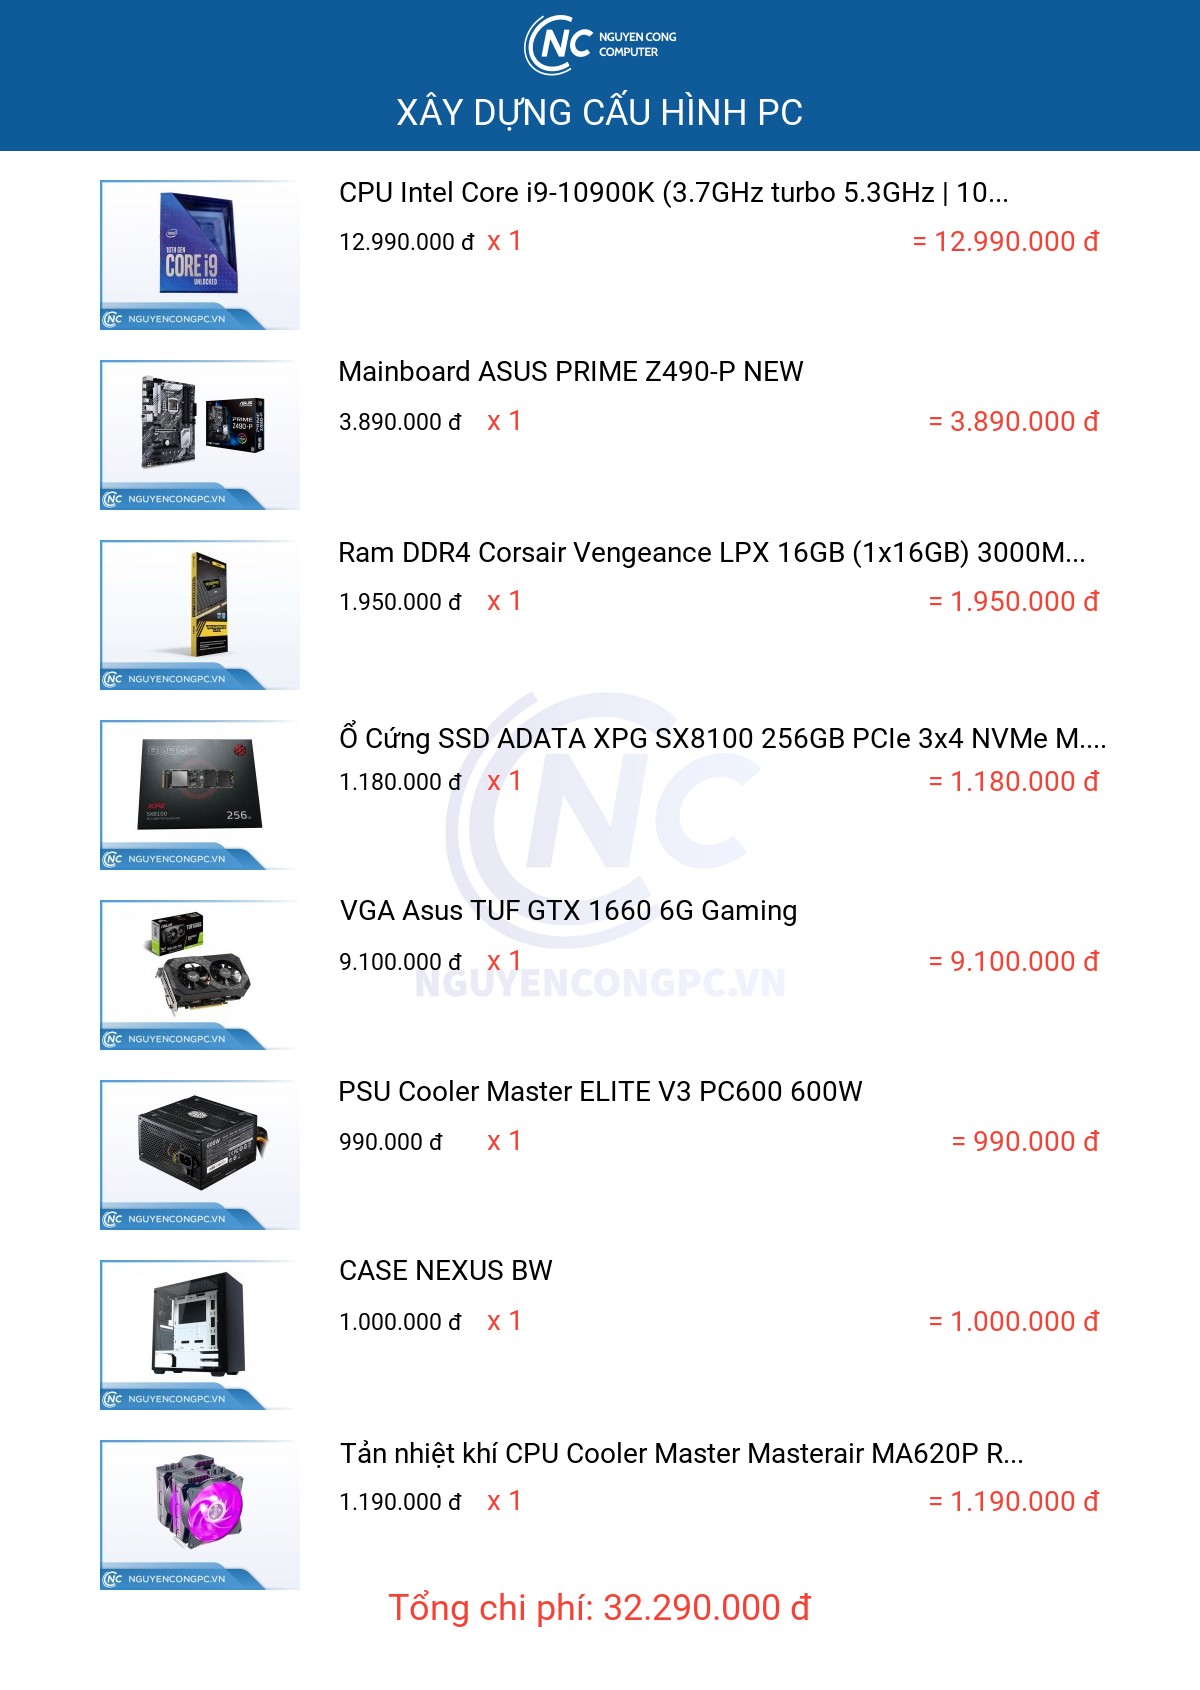 NC NGUYEN CONG
COMPUTER
XÂY DỰNG CẤU HÌNH PC
CPU Intel Core i9-10900K (3.7GHz turbo 5.3GHz | 10...
12.990.000 đ x 1 = 12.990.000 đ
intel
10TH GEN
CORE i9
UNLOCKED
NC NGUYENCONGPC.VN
Mainboard ASUS PRIME Z490-P NEW
3.890.000 đ x 1 = 3.890.000 đ
PRIME
Z490-P
NC NGUYENCONGPC.VN
Ram DDR4 Corsair Vengeance LPX 16GB (1x16GB) 3000M...
1.950.000 đ x 1 = 1.950.000 đ
NC NGUYENCONGPC.VN
Ổ Cứng SSD ADATA XPG SX8100 256GB PCIe 3x4 NVMe M....
1.180.000 đ x 1 = 1.180.000 đ
XPG
SX8100
256
NC NGUYENCONGPC.VN
NC
NGUYENCONGPC.VN
VGA Asus TUF GTX 1660 6G Gaming
9.100.000 đ x 1 = 9.100.000 đ
NC NGUYENCONGPC.VN
PSU Cooler Master ELITE V3 PC600 600W
990.000 đ x 1 = 990.000 đ
600W
NC NGUYENCONGPC.VN
CASE NEXUS BW
1.000.000 đ x 1 = 1.000.000 đ
NC NGUYENCONGPC.VN
Tản nhiệt khí CPU Cooler Master Masterair MA620P R...
1.190.000 đ x 1 = 1.190.000 đ
NC NGUYENCONGPC.VN
Tổng chi phí: 32.290.000 đ